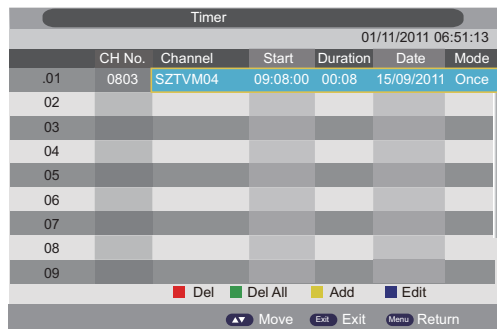 Timer
01/11/2011 06:51:13
CH No. Channel Start Duration Date Mode
.01 0803 SZTVM04 09:08:00 00:08 15/09/2011 Once
02
03
04
05
06
07
08
09
Del Del All Add Edit
▲▼ Move Exit Exit Menu Return